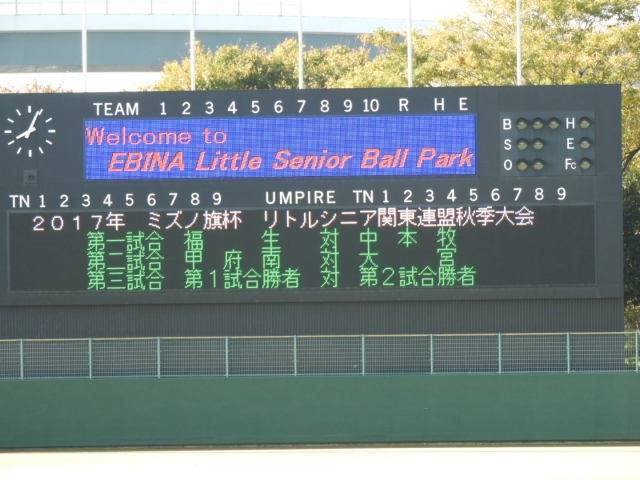 TEAM 1 2 3 4 5 6 7 8 9 10 R H E
Welcome to
EBINA Little Senior Ball Park
B H
S E
O Fc
TN 1 2 3 4 5 6 7 8 9 UMPIRE TN 1 2 3 4 5 6 7 8 9
2017年 ミズノ旗杯 リトルシニア関東連盟秋季大会
第一試合 福生 対 中本牧
第二試合 甲府南 対 大宮
第三試合 第1試合勝者 対 第2試合勝者